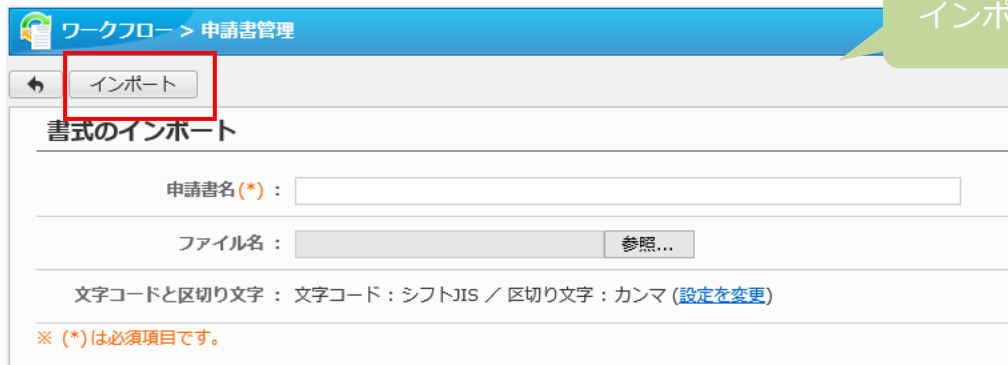 ワークフロー > 申請書管理
インポ
インポート
書式のインポート
申請書名(*) :
ファイル名 : 参照...
文字コードと区切り文字 : 文字コード : シフトJIS / 区切り文字 : カンマ (設定を変更)
※ (*)は必須項目です。